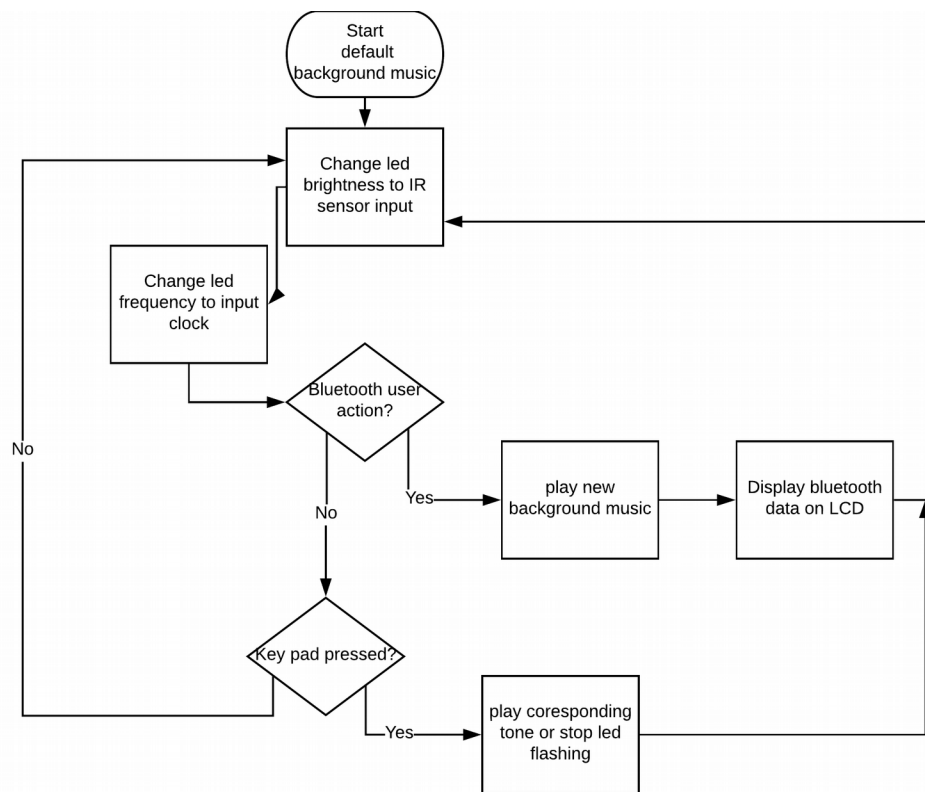 Start
default
background music
Change led
brightness to IR
sensor input
Change led
frequency to input
clock
Bluetooth user
action?
No
Yes
play new
background music
Display bluetooth
data on LCD
No
Key pad pressed?
Yes
play coresponding
tone or stop led
flashing